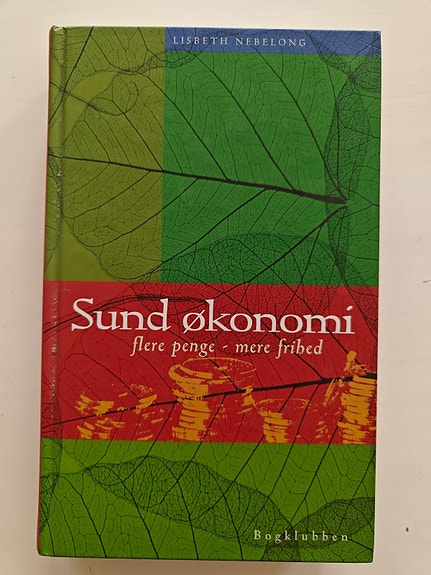 LISBETH NEBELONG
Sund økonomi
flere penge - mere frihed
Bogklubben